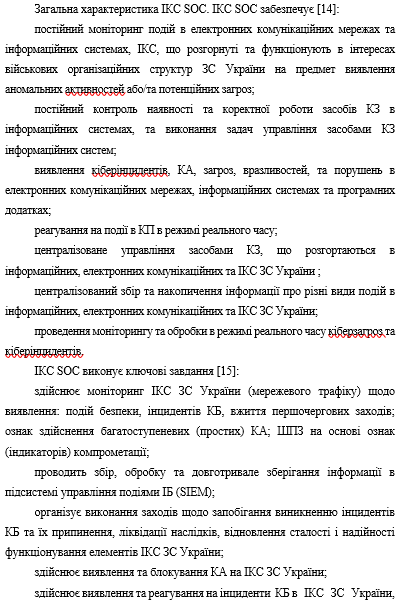 Загальна характеристика ІКС SOC. ІКС SOC забезпечує [14]:
постійний моніторинг подій в електронних комунікаційних мережах та
інформаційних системах, ІКС, що розгорнуті та функціонують в інтересах
військових організаційних структур ЗС України на предмет виявлення
аномальних активностей або/та потенційних загроз;
постійний контроль наявності та коректної роботи засобів КЗ в
інформаційних системах, та виконання задач управління засобами КЗ
інформаційних систем;
виявлення кіберінцидентів, КА, загроз, вразливостей, та порушень в
електронних комунікаційних мережах, інформаційних системах та програмних
додатках;
реагування на події в КП в режимі реального часу;
централізоване управління засобами КЗ, що розгортаються в
інформаційних, електронних комунікаційних та ІКС ЗС України ;
централізований збір та накопичення інформації про різні види подій в
інформаційних, електронних комунікаційних та ІКС ЗС України;
проведення моніторингу та обробки в режимі реального часу кіберзагроз та
кіберінцидентів.
ІКС SOC виконує ключові завдання [15]:
здійснює моніторинг ІКС ЗС України (мережевого трафіку) щодо
виявлення: подій безпеки, інцидентів КБ, вжиття першочергових заходів;
ознак здійснення багатоступеневих (простих) КА; ШПЗ на основі ознак
(індикаторів) компрометації;
проводить збір, обробку та довготривале зберігання інформації в
підсистемі управління подіями ІБ (SIEM);
організує виконання заходів щодо запобігання виникненню інцидентів
КБ та їх припинення, ліквідації наслідків, відновлення сталості і надійності
функціонування елементів ІКС ЗС України;
здійснює виявлення та блокування КА на ІКС ЗС України;
здійснює виявлення та реагування на інциденти КБ в ІКС ЗС України,